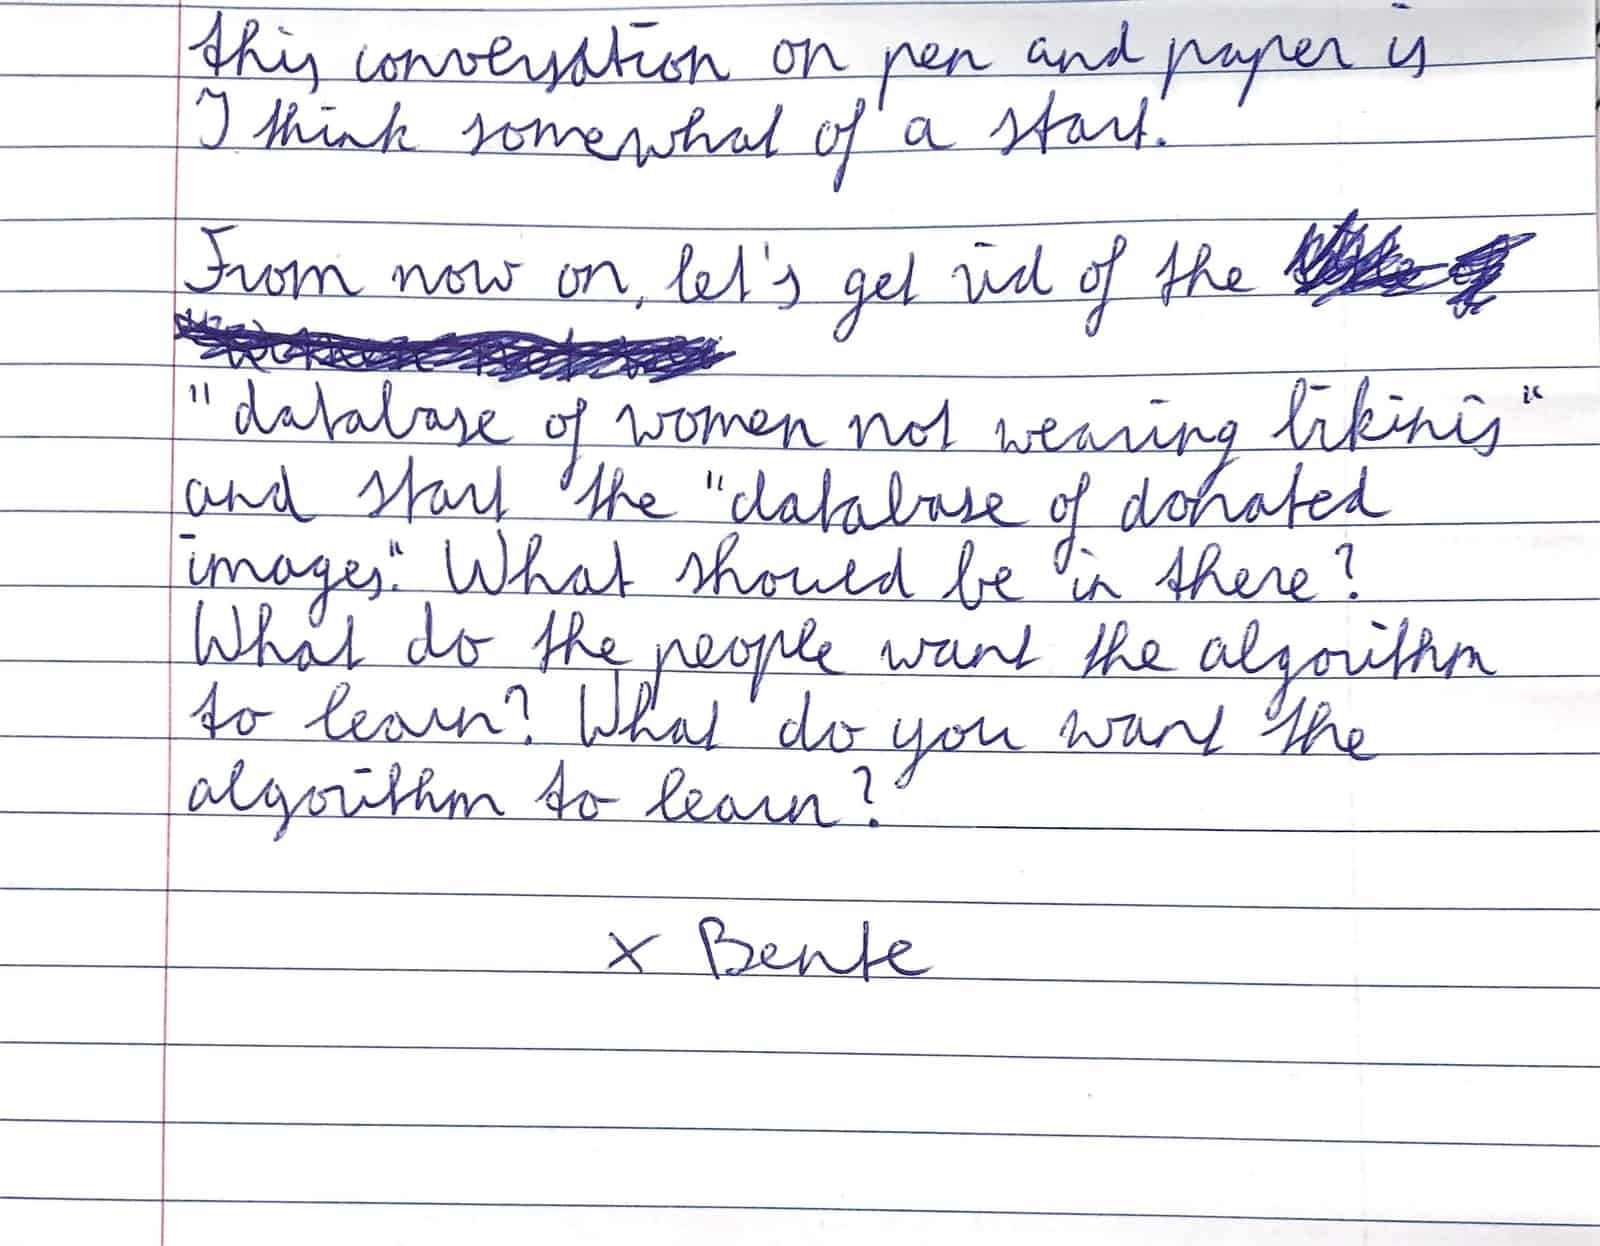 this conversation on pen and paper is
I think somewhat of a start.
From now on, let's get rid of the
"database of women not wearing bikinis"
and start the "database of donated
images". What should be in there?
What do the people want the algorithm
to learn? What do you want the
algorithm to learn?
x Bente